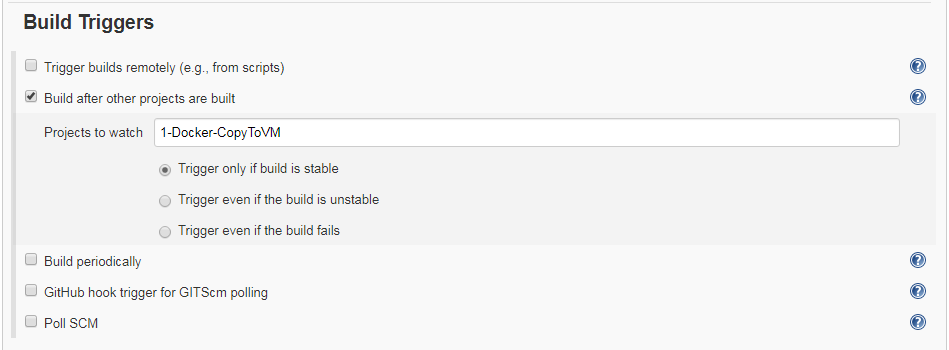 Build Triggers
Trigger builds remotely (e.g., from scripts)
Build after other projects are built
Projects to watch 1-Docker-CopyToVM
Trigger only if build is stable
Trigger even if the build is unstable
Trigger even if the build fails
Build periodically
GitHub hook trigger for GITScm polling
Poll SCM